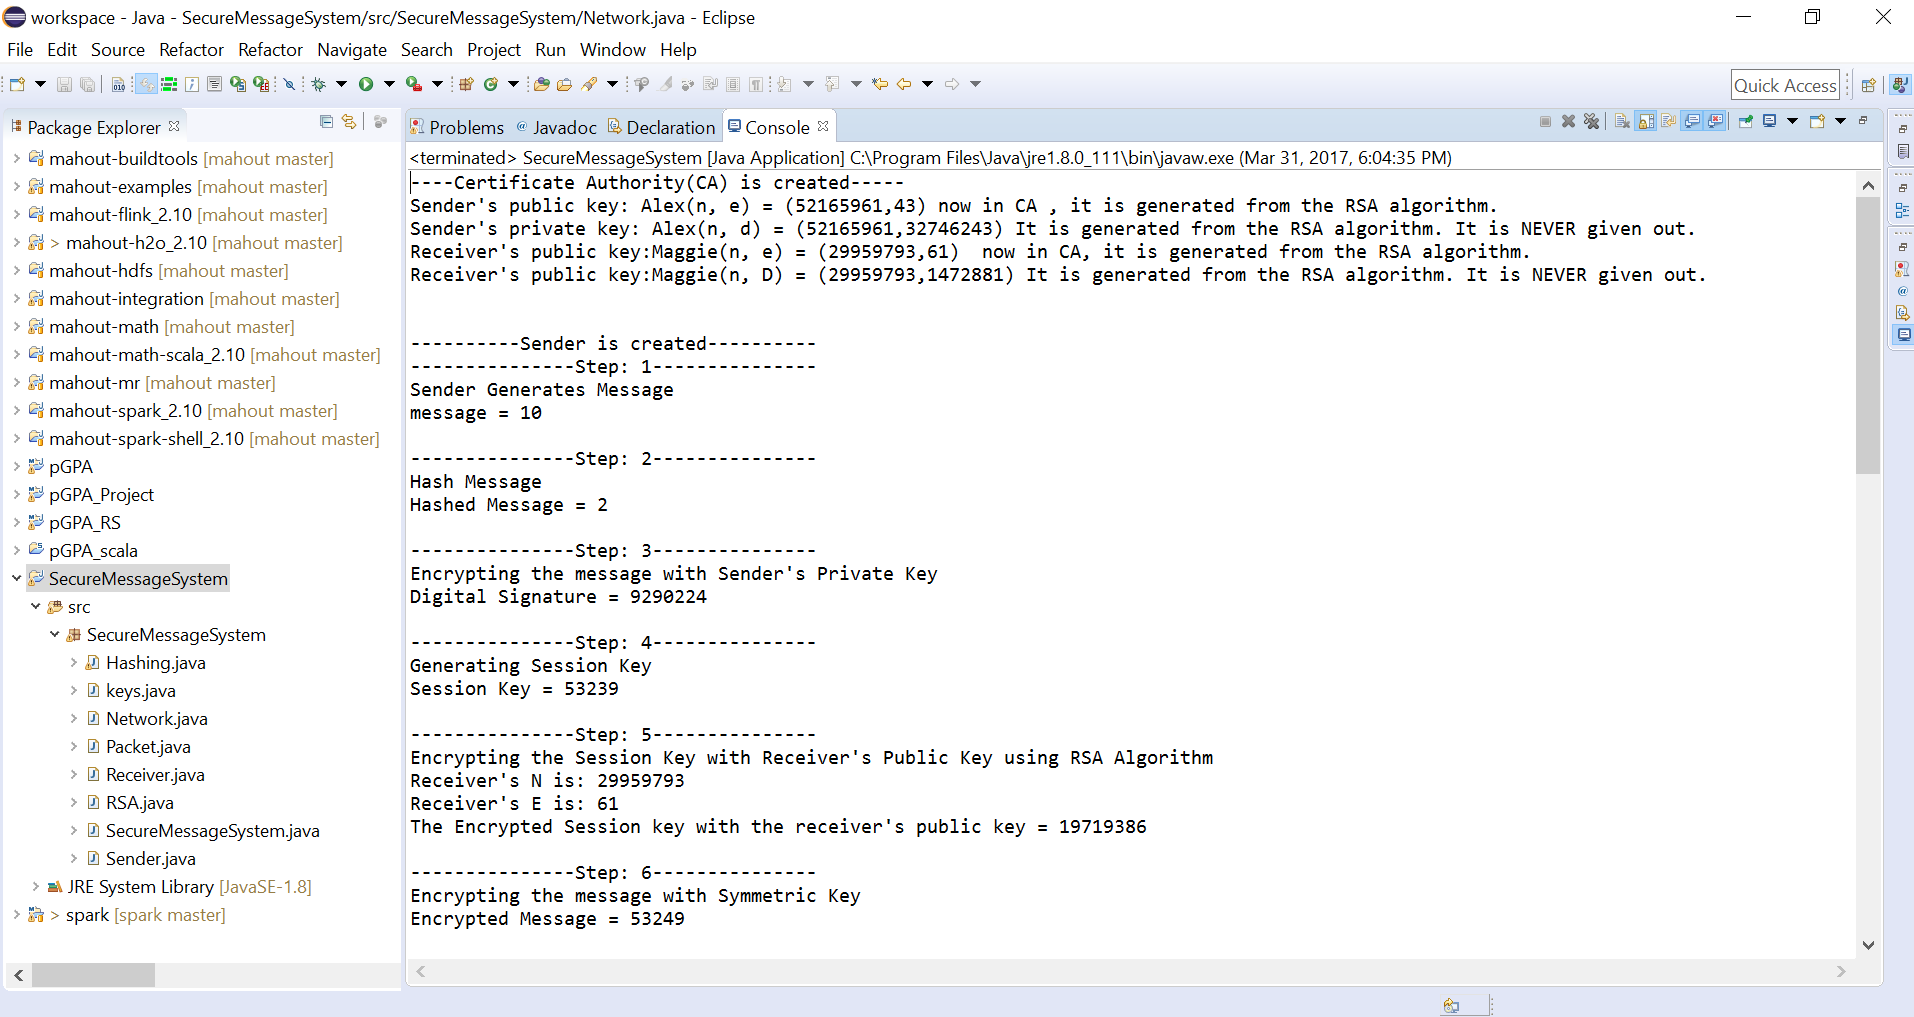 workspace - Java - SecureMessageSystem/src/SecureMessageSystem/Network.java - Eclipse
File Edit Source Refactor Refactor Navigate Search Project Run Window Help
Quick Access
Package Explorer
mahout-buildtools [mahout master]
mahout-examples [mahout master]
mahout-flink_2.10 [mahout master]
> mahout-h2o_2.10 [mahout master]
mahout-hdfs [mahout master]
mahout-integration [mahout master]
mahout-math [mahout master]
mahout-math-scala_2.10 [mahout master]
mahout-mr [mahout master]
mahout-spark_2.10 [mahout master]
mahout-spark-shell_2.10 [mahout master]
pGPA
pGPA_Project
pGPA_RS
pGPA_scala
SecureMessageSystem
src
SecureMessageSystem
Hashing.java
keys.java
Network.java
Packet.java
Receiver.java
RSA.java
SecureMessageSystem.java
Sender.java
JRE System Library [JavaSE-1.8]
> spark [spark master]
Problems @ Javadoc Declaration Console
<terminated> SecureMessageSystem [Java Application] C:\Program Files\Java\jre1.8.0_111\bin\javaw.exe (Mar 31, 2017, 6:04:35 PM)
----Certificate Authority(CA) is created-----
Sender's public key: Alex(n, e) = (52165961,43) now in CA , it is generated from the RSA algorithm.
Sender's private key: Alex(n, d) = (52165961,32746243) It is generated from the RSA algorithm. It is NEVER given out.
Receiver's public key:Maggie(n, e) = (29959793,61)  now in CA, it is generated from the RSA algorithm.
Receiver's public key:Maggie(n, D) = (29959793,1472881) It is generated from the RSA algorithm. It is NEVER given out.
----------Sender is created----------
---------------Step: 1---------------
Sender Generates Message
message = 10
---------------Step: 2---------------
Hash Message
Hashed Message = 2
---------------Step: 3---------------
Encrypting the message with Sender's Private Key
Digital Signature = 9290224
---------------Step: 4---------------
Generating Session Key
Session Key = 53239
---------------Step: 5---------------
Encrypting the Session Key with Receiver's Public Key using RSA Algorithm
Receiver's N is: 29959793
Receiver's E is: 61
The Encrypted Session key with the receiver's public key = 19719386
---------------Step: 6---------------
Encrypting the message with Symmetric Key
Encrypted Message = 53249